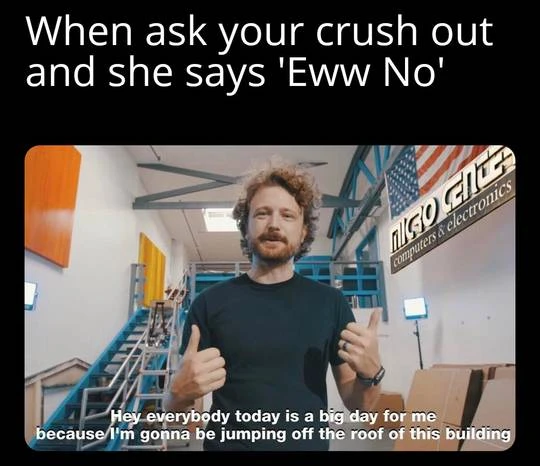 When ask your crush out
and she says 'Eww No'
MICRO CENTER
computers & electronics
Hey everybody today is a big day for me
because I'm gonna be jumping off the roof of this building